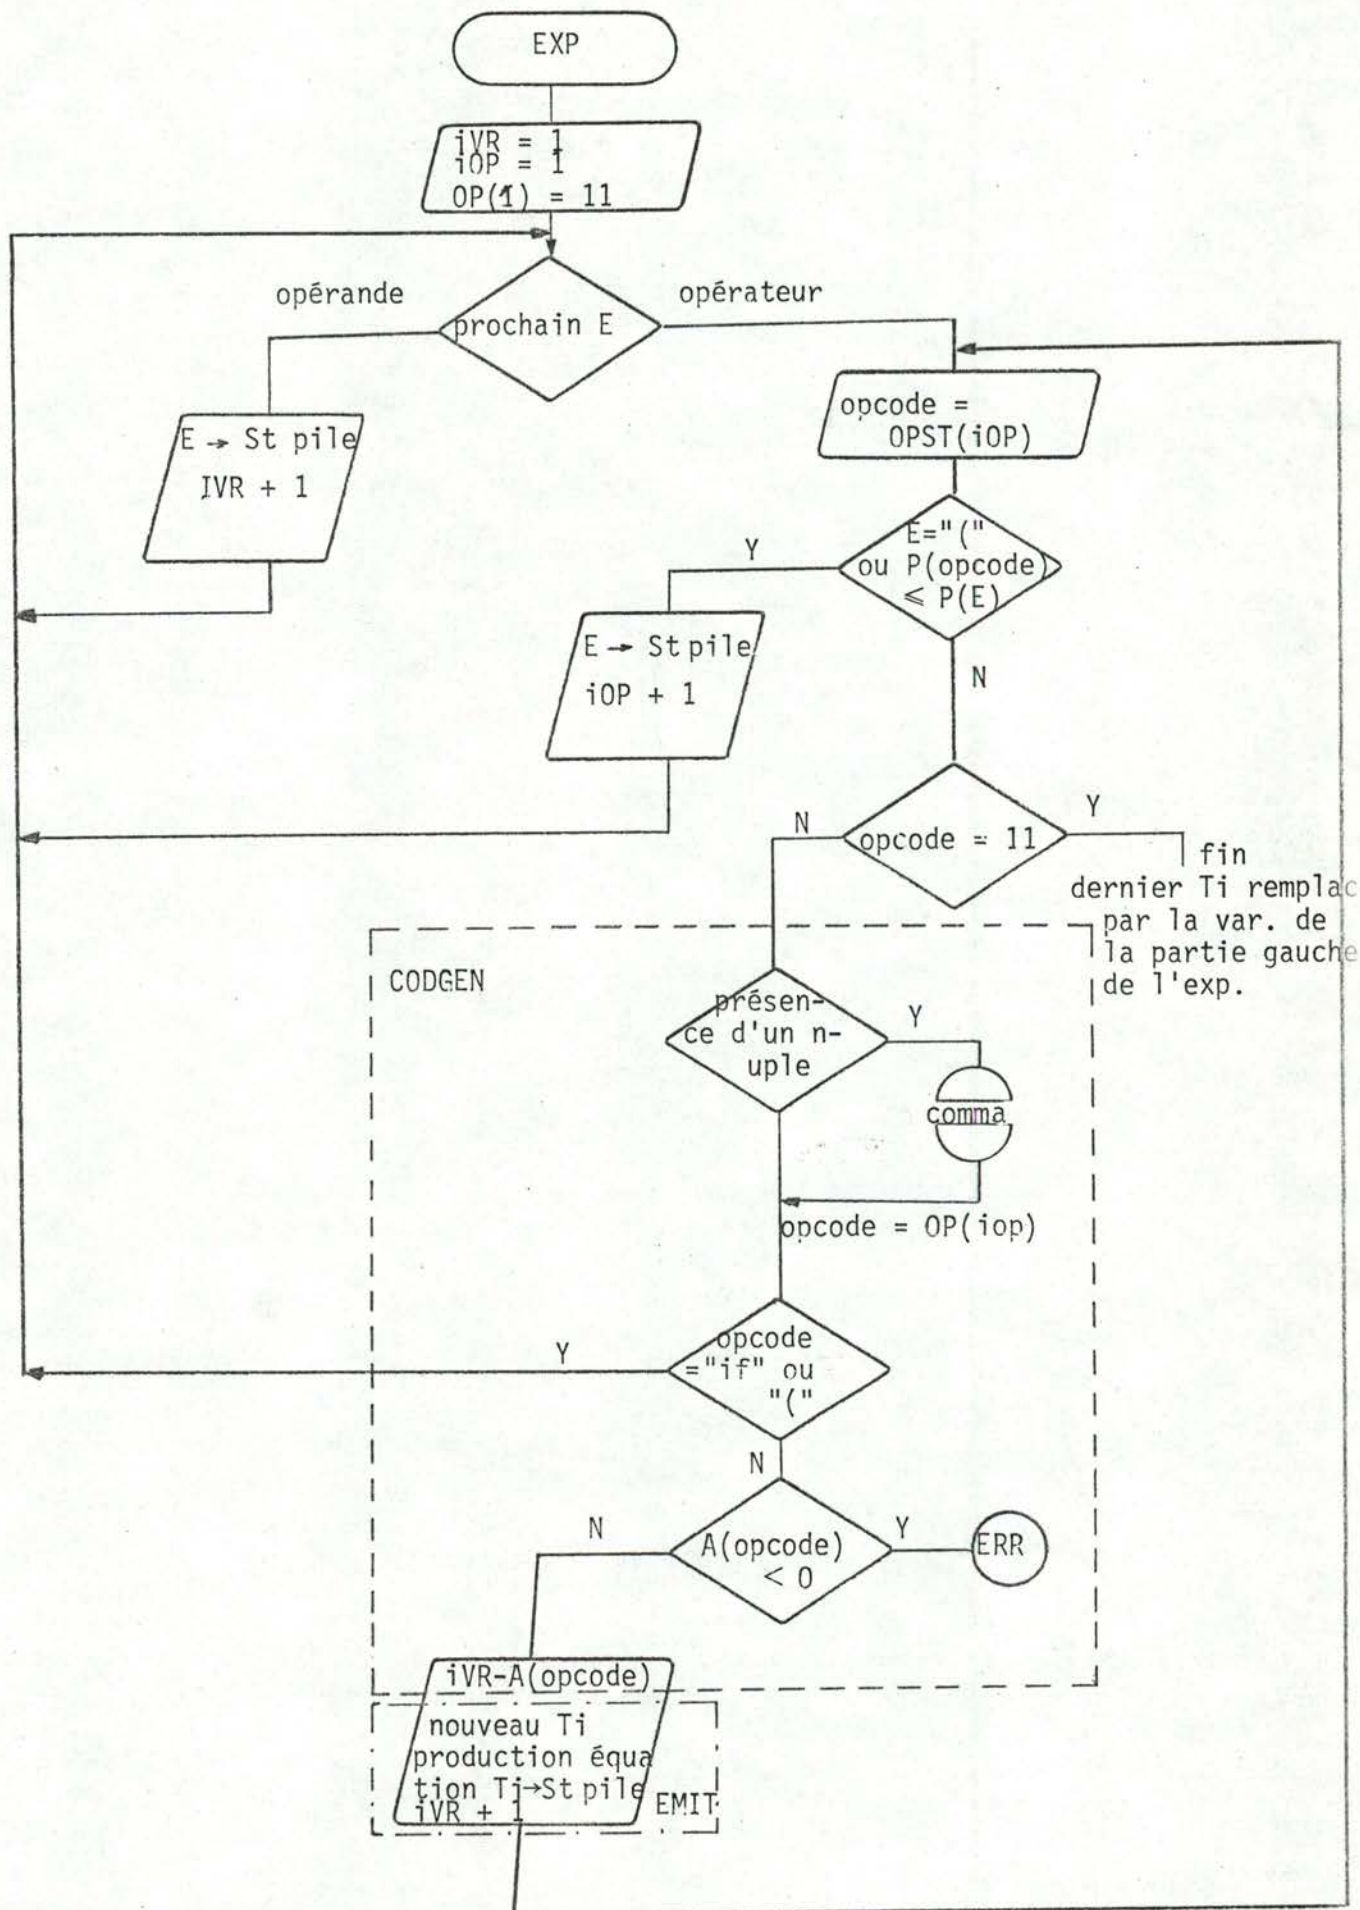 EXP
iVR = 1
iOP = 1
OP(1) = 11
opérande
prochain E
opérateur
E → St pile
IVR + 1
opcode =
OPST(iOP)
E="("
ou P(opcode)
⩽ P(E)
Y
N
E → St pile
iOP + 1
N
opcode = 11
Y
fin
dernier Ti remplac
par la var. de
la partie gauche
de l'exp.
CODGEN
présen-
ce d'un n-
uple
Y
comma
opcode = OP(iop)
opcode
="if" ou
"("
Y
N
A(opcode)
< 0
N
Y
ERR
iVR-A(opcode)
nouveau Ti
production équa
tion Ti→St pile
iVR + 1
EMIT